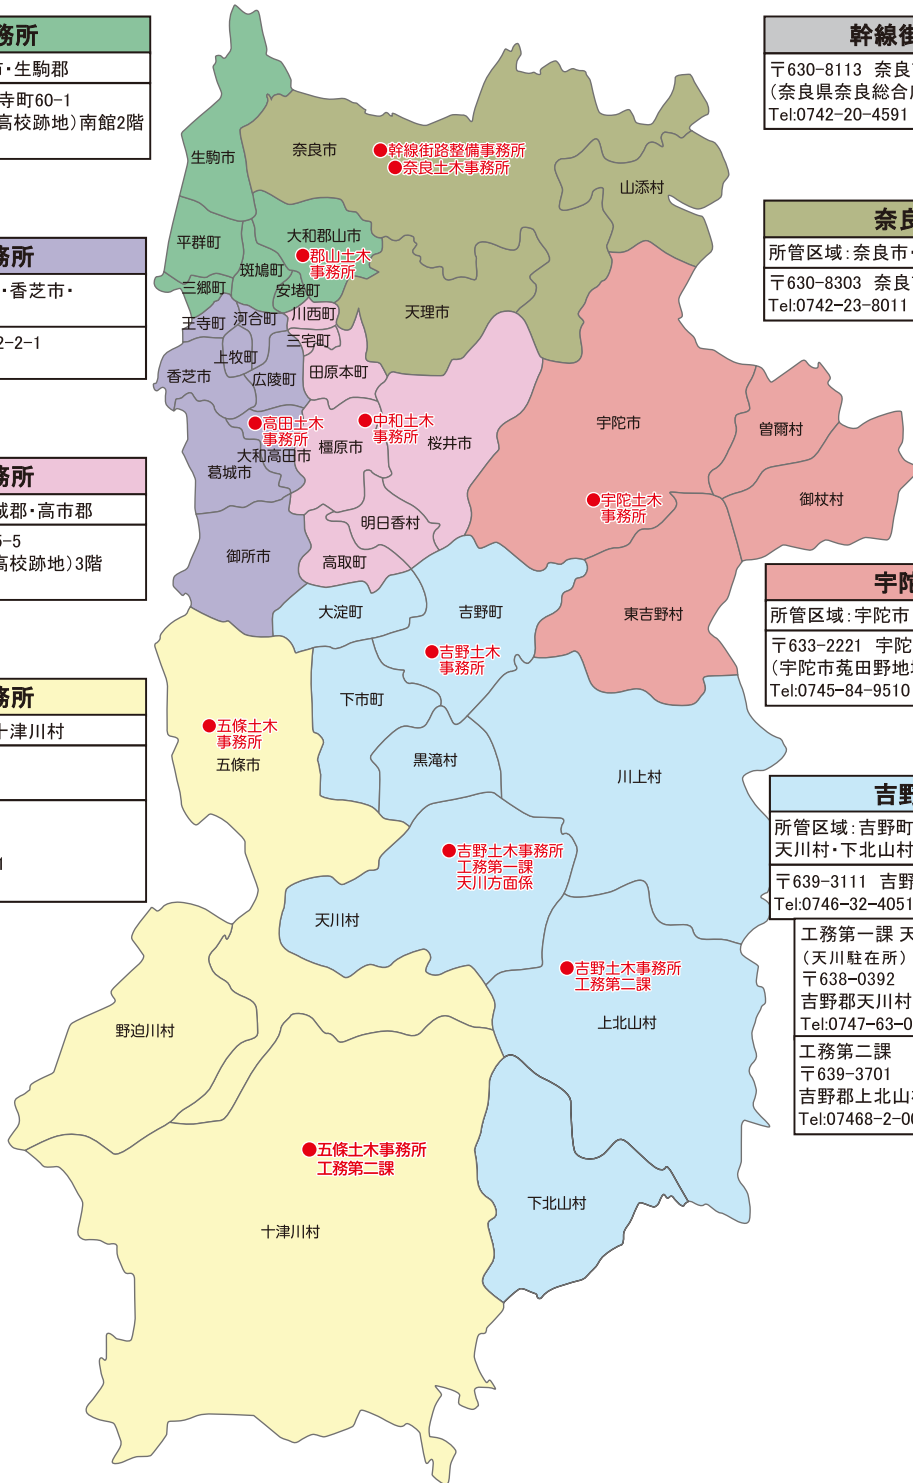 務所
市・生駒郡
寺町60-1
高校跡地）南館2階
務所
・香芝市・
2-2-1
務所
城郡・高市郡
5-5
高校跡地）3階
務所
十津川村
1
生駒市
奈良市
幹線街路整備事務所
奈良土木事務所
山添村
平群町
大和郡山市
郡山土木
事務所
斑鳩町
三郷町
安堵町
天理市
王寺町
河合町
川西町
三宅町
上牧町
香芝市
広陵町
田原本町
高田土木
事務所
大和高田市
葛城市
中和土木
事務所
橿原市
桜井市
宇陀市
曽爾村
御杖村
宇陀土木
事務所
明日香村
御所市
高取町
大淀町
吉野町
東吉野村
吉野土木
事務所
下市町
五條土木
事務所
五條市
黒滝村
川上村
吉野土木事務所
工務第一課
天川方面係
天川村
吉野土木事務所
工務第二課
上北山村
野迫川村
五條土木事務所
工務第二課
下北山村
十津川村
幹線街
〒630-8113 奈良
（奈良県奈良総合
Tel:0742-20-4591
奈良
所管区域：奈良市・
〒630-8303 奈良
Tel:0742-23-8011
宇陀
所管区域：宇陀市
〒633-2221 宇陀
（宇陀市菟田野地
Tel:0745-84-9510
吉野
所管区域：吉野町
天川村・下北山村
〒639-3111 吉野
Tel:0746-32-4051
工務第一課 天
（天川駐在所）
〒638-0392
吉野郡天川村
Tel:0747-63-0
工務第二課
〒639-3701
吉野郡上北山村
Tel:07468-2-00